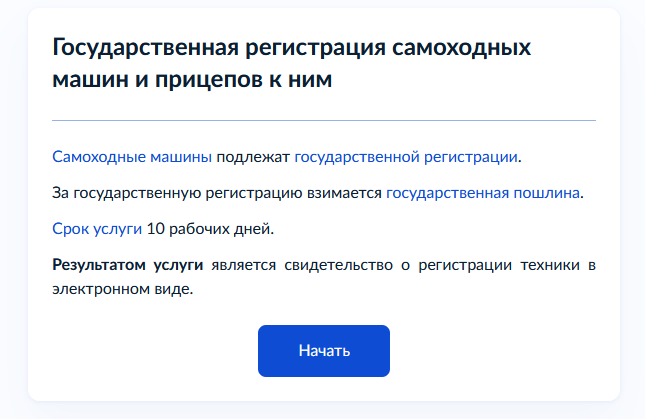 Государственная регистрация самоходных
машин и прицепов к ним
Самоходные машины подлежат государственной регистрации.
За государственную регистрацию взимается государственная пошлина.
Срок услуги 10 рабочих дней.
Результатом услуги является свидетельство о регистрации техники в
электронном виде.
Начать